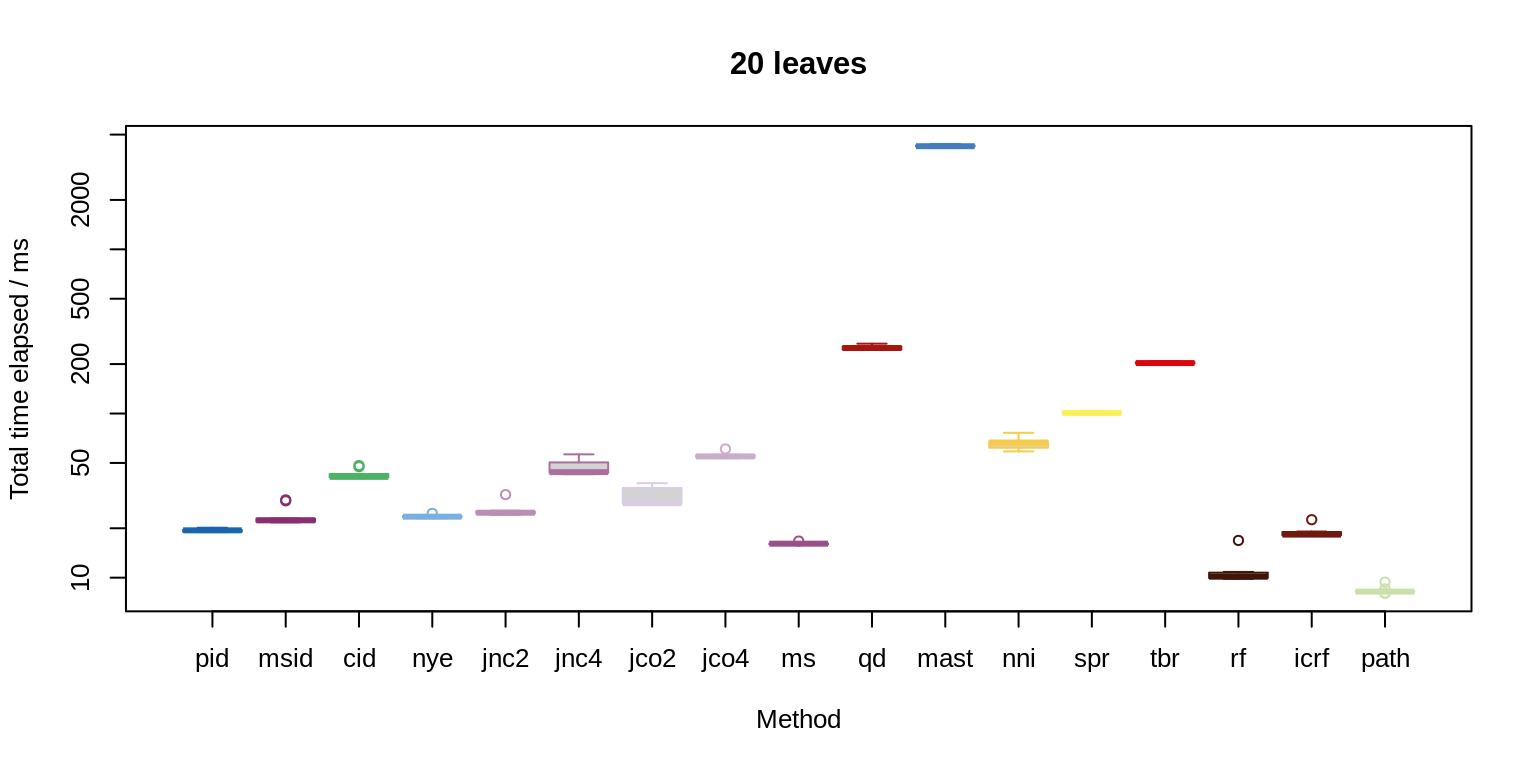 20 leaves
Total time elapsed / ms
2000
500
200
50
10
pid msid cid nye jnc2 jnc4 jco2 jco4 ms qd mast nni spr tbr rf icrf path
Method